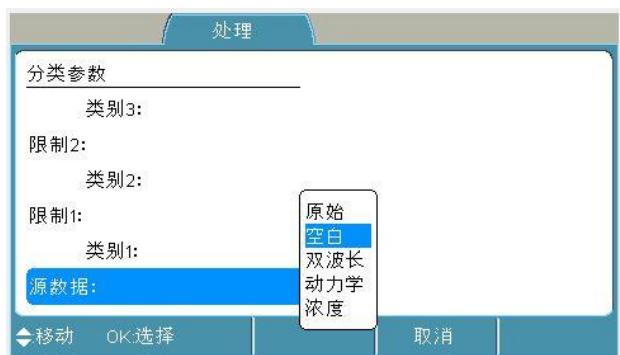 处理
分类参数
类别3:
限制2:
类别2:
限制1:
类别1:
源数据:
原始
空白
双波长
动力学
浓度
移动 OK:选择 取消